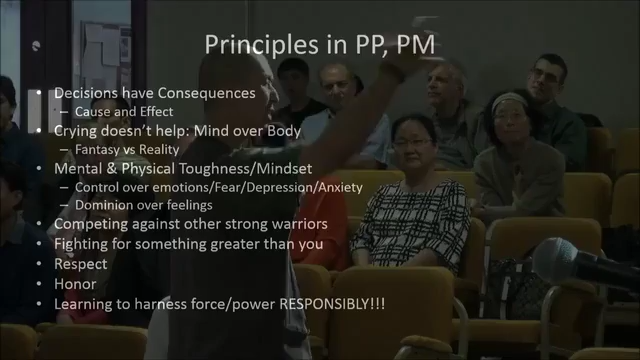 Principles in PP, PM
• Decisions have Consequences
– Cause and Effect
• Crying doesn't help: Mind over Body
– Fantasy vs Reality
• Mental & Physical Toughness/Mindset
– Control over emotions/Fear/Depression/Anxiety
– Dominion over feelings
• Competing against other strong warriors
• Fighting for something greater than you
• Respect
• Honor
• Learning to harness force/power RESPONSIBLY!!!